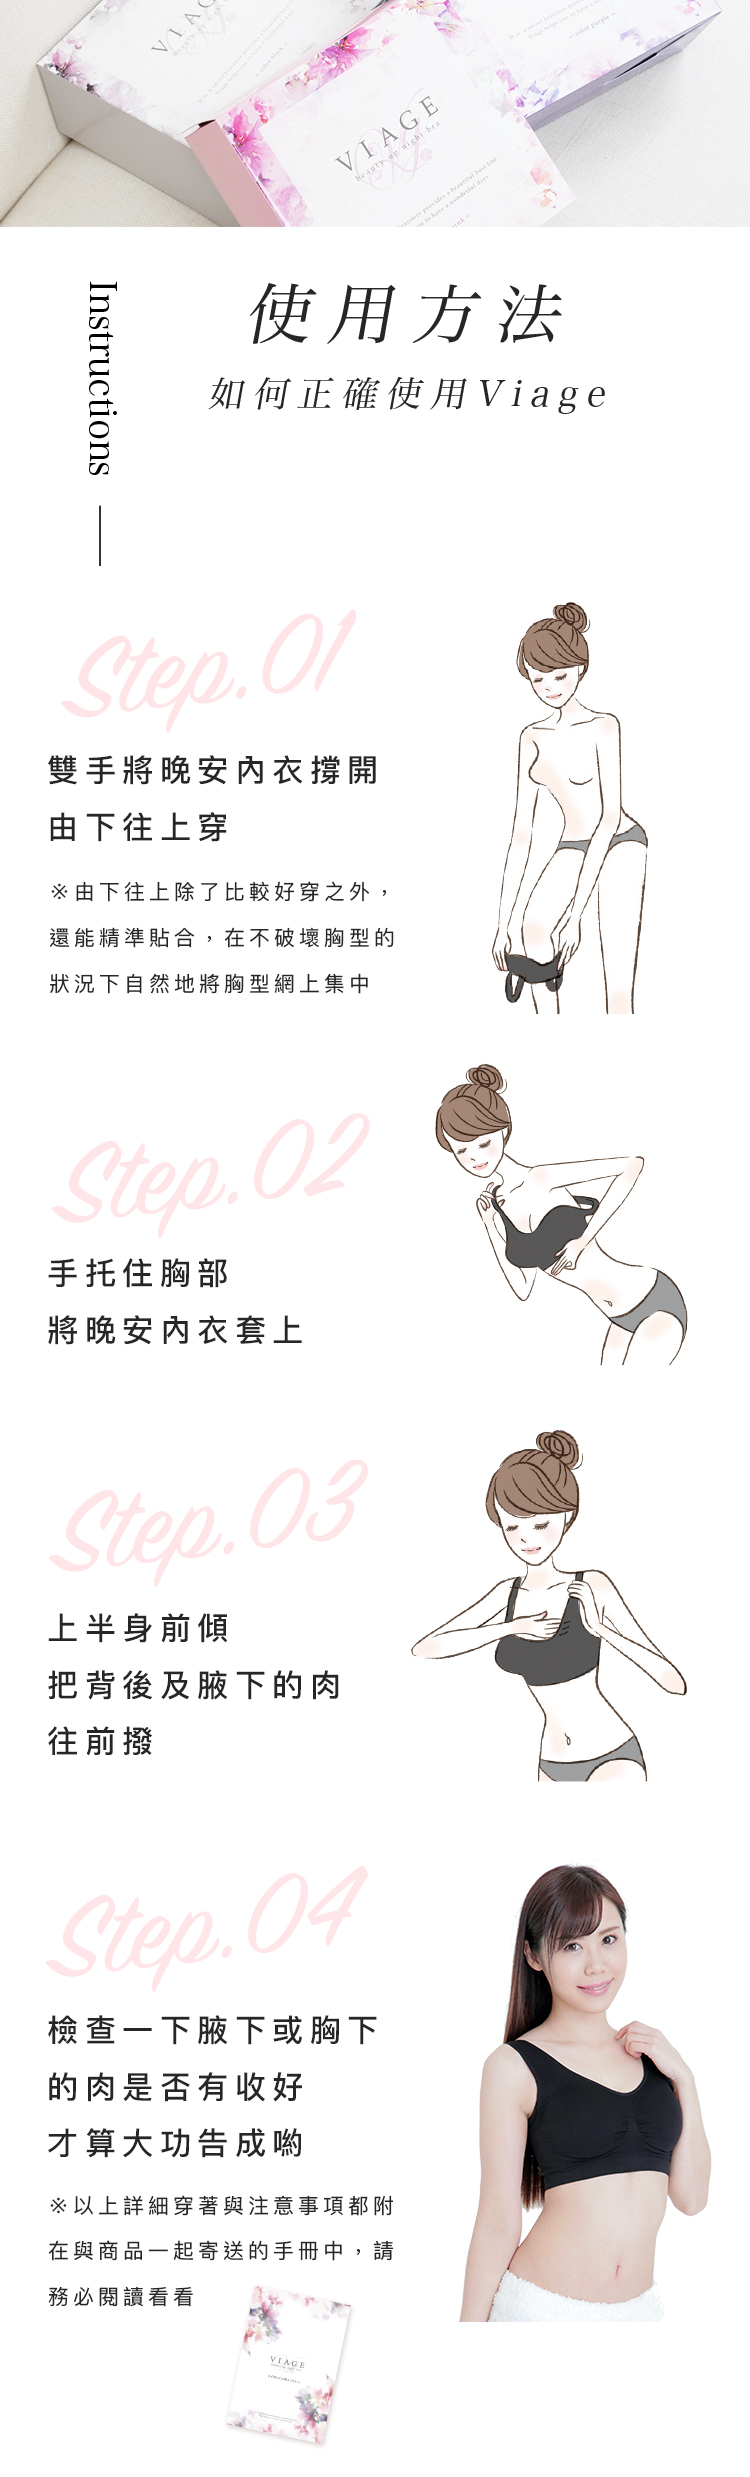 VIAGE
VIAGE
beauty up night bra
Instructions
使用方法
如何正確使用Viage
Step.01
雙手將晚安內衣撐開
由下往上穿
※由下往上除了比較好穿之外，
還能精準貼合，在不破壞胸型的
狀況下自然地將胸型網上集中
Step.02
手托住胸部
將晚安內衣套上
Step.03
上半身前傾
把背後及腋下的肉
往前撥
Step.04
檢查一下腋下或胸下
的肉是否有收好
才算大功告成喲
※以上詳細穿著與注意事項都附
在與商品一起寄送的手冊中，請
務必閱讀看看
VIAGE